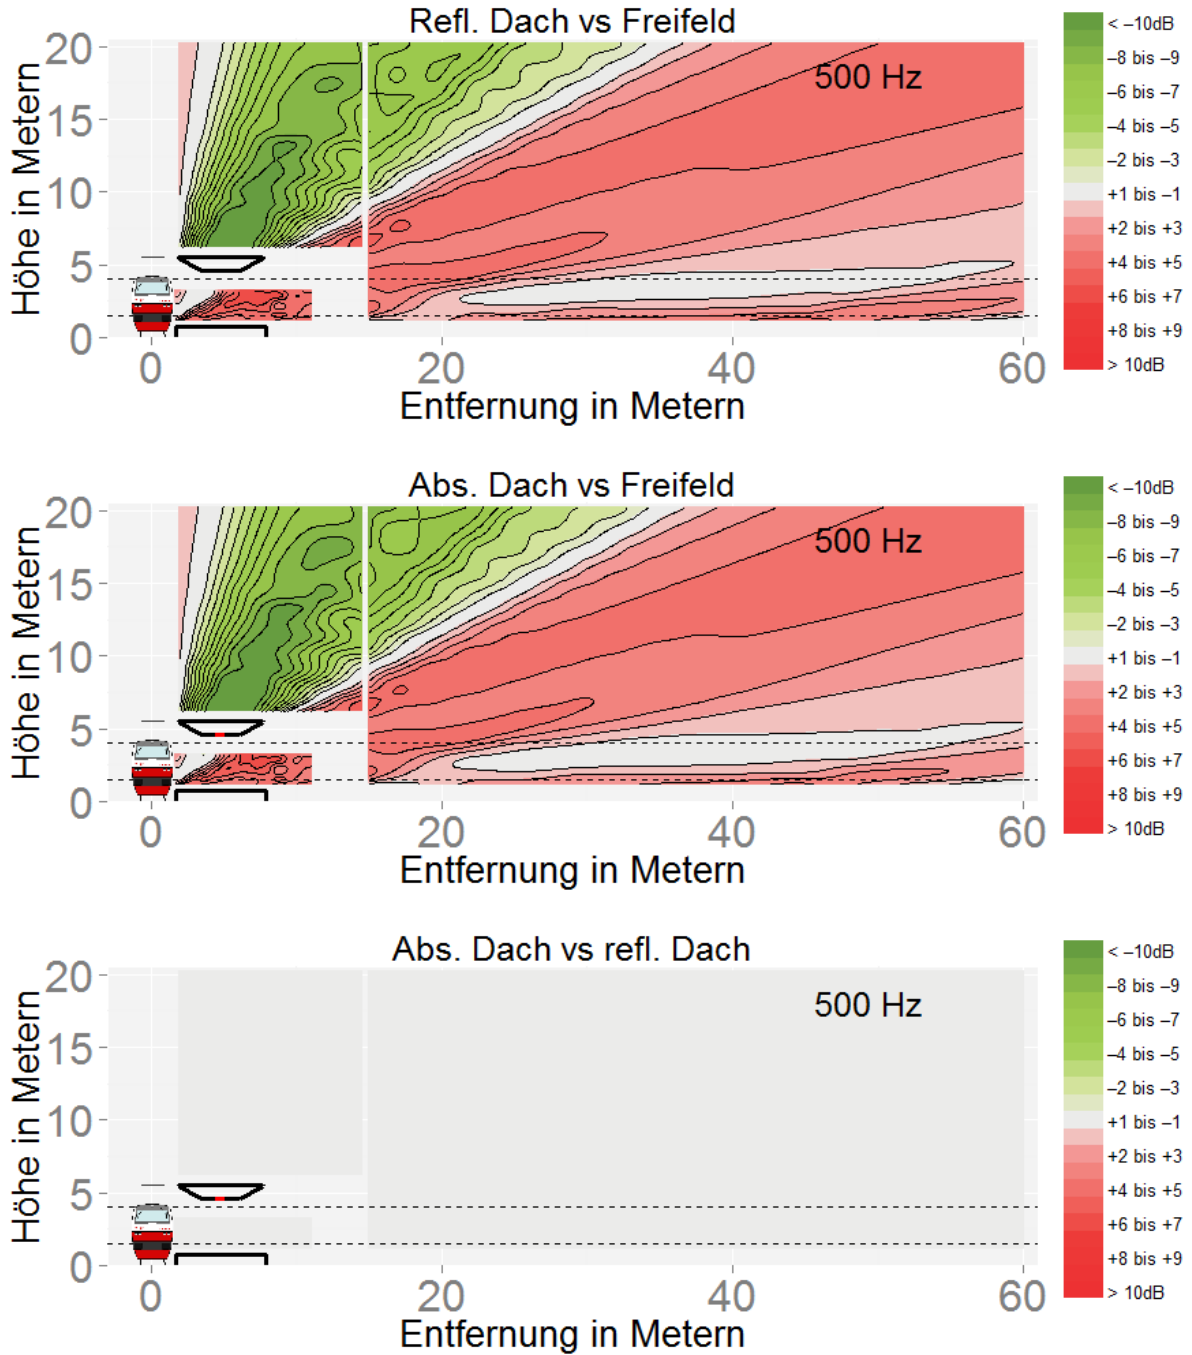 Refl. Dach vs Freifeld
500 Hz
Höhe in Metern
20
15
10
5
0
0 20 40 60
Entfernung in Metern
< –10dB
–8 bis –9
–6 bis –7
–4 bis –5
–2 bis –3
+1 bis –1
+2 bis +3
+4 bis +5
+6 bis +7
+8 bis +9
> 10dB
Abs. Dach vs Freifeld
500 Hz
Höhe in Metern
20
15
10
5
0
0 20 40 60
Entfernung in Metern
< –10dB
–8 bis –9
–6 bis –7
–4 bis –5
–2 bis –3
+1 bis –1
+2 bis +3
+4 bis +5
+6 bis +7
+8 bis +9
> 10dB
Abs. Dach vs refl. Dach
500 Hz
Höhe in Metern
20
15
10
5
0
0 20 40 60
Entfernung in Metern
< –10dB
–8 bis –9
–6 bis –7
–4 bis –5
–2 bis –3
+1 bis –1
+2 bis +3
+4 bis +5
+6 bis +7
+8 bis +9
> 10dB